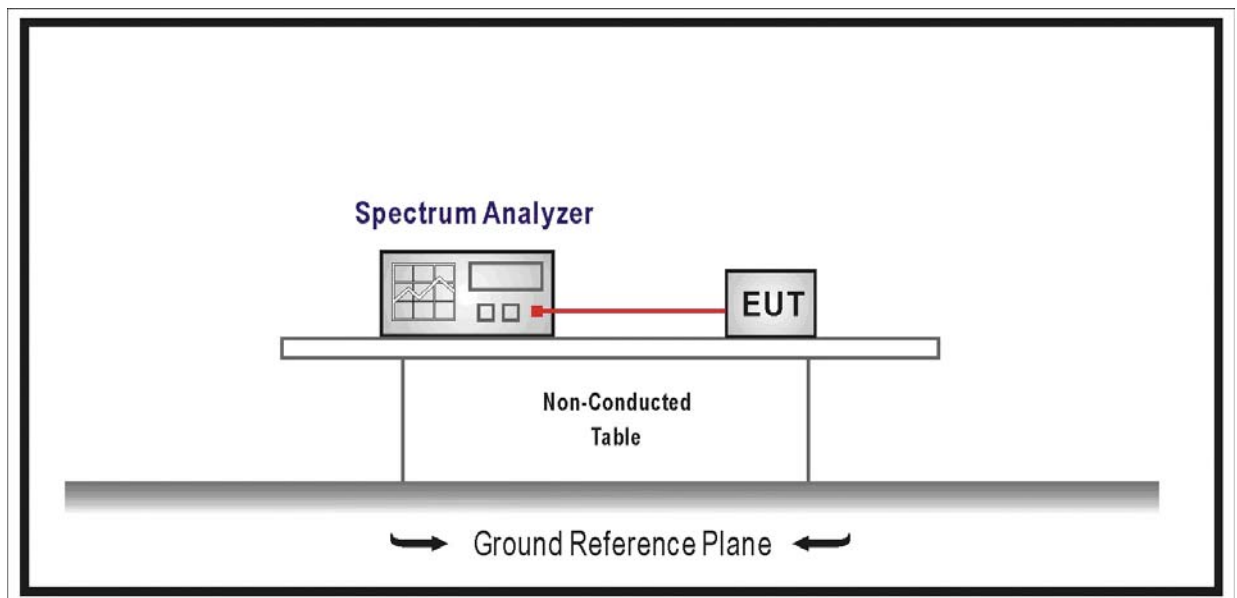 Spectrum Analyzer
EUT
Non-Conducted
Table
Ground Reference Plane